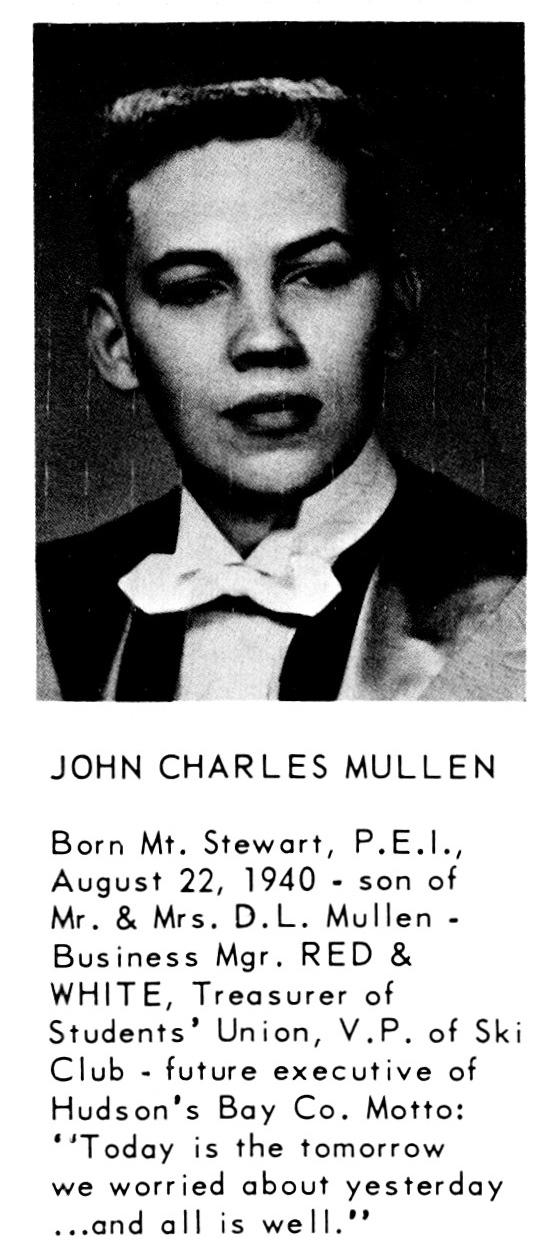 JOHN CHARLES MULLEN
Born Mt. Stewart, P.E.I.,
August 22, 1940 - son of
Mr. & Mrs. D.L. Mullen -
Business Mgr. RED &
WHITE, Treasurer of
Students' Union, V.P. of Ski
Club - future executive of
Hudson's Bay Co. Motto:
"Today is the tomorrow
we worried about yesterday
...and all is well."